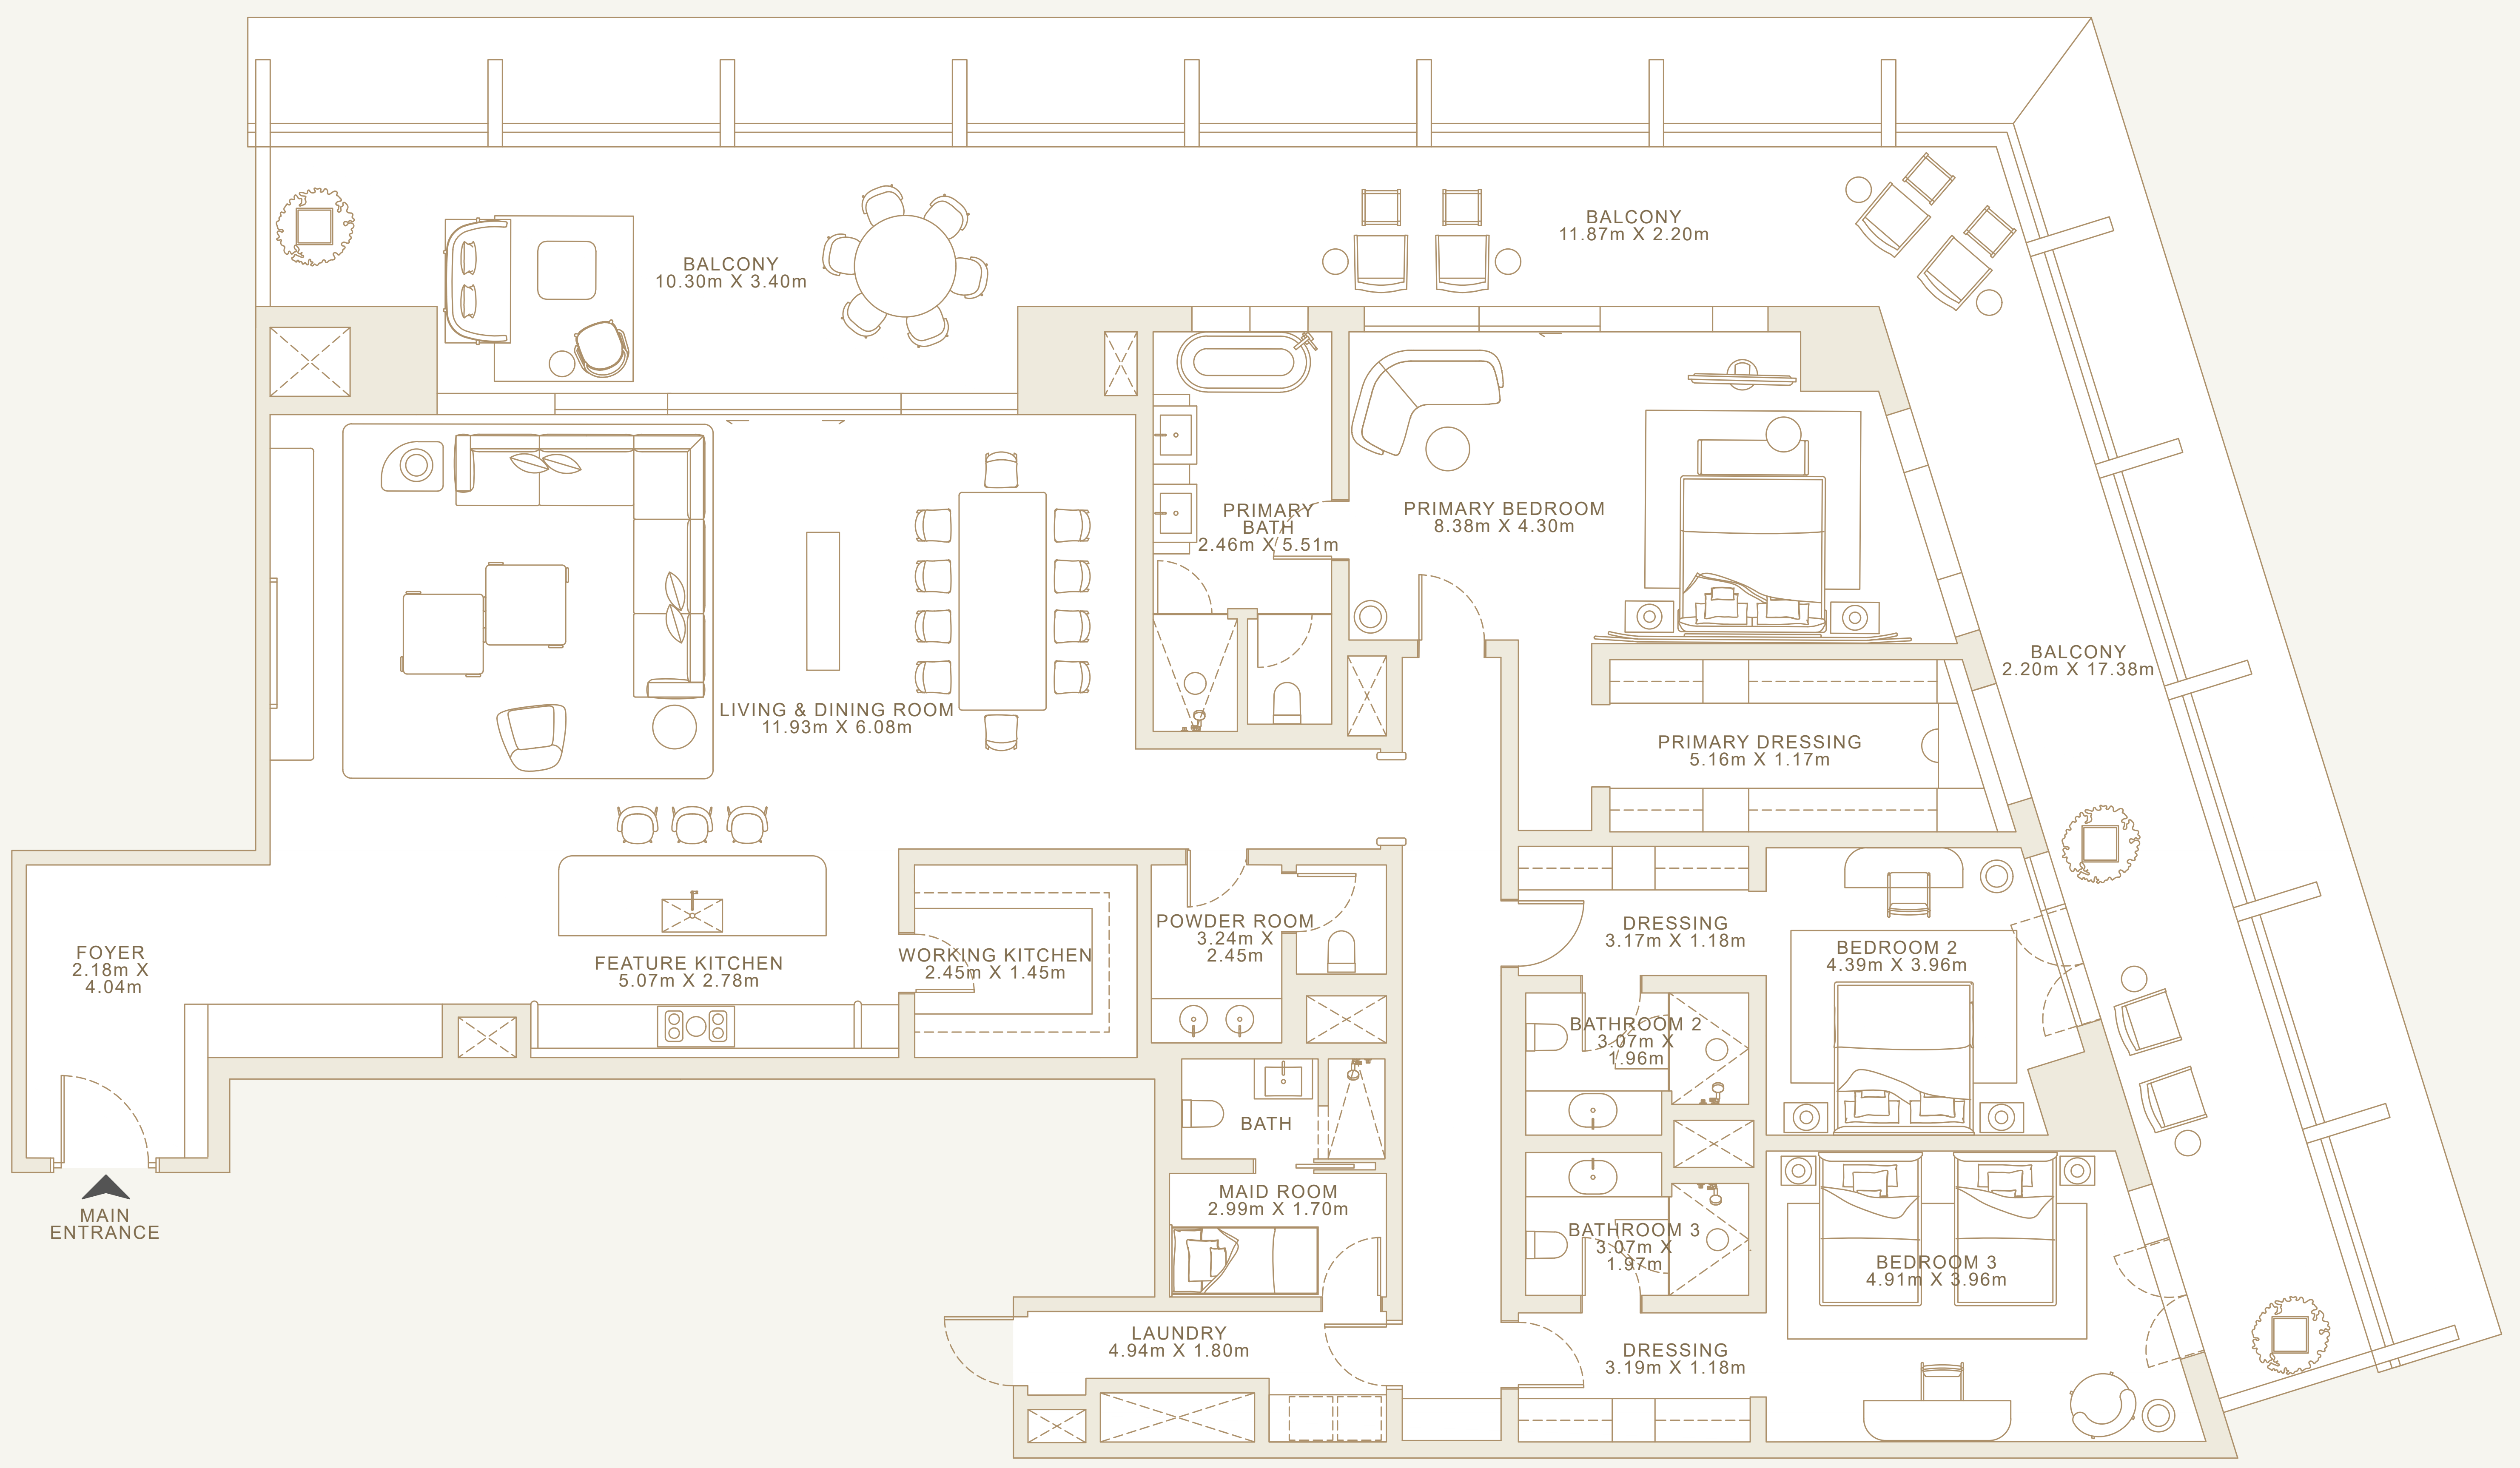 BALCONY
11.87m X 2.20m
BALCONY
10.30m X 3.40m
PRIMARY
BATH
2.46m X 5.51m
PRIMARY BEDROOM
8.38m X 4.30m
BALCONY
2.20m X 17.38m
LIVING & DINING ROOM
11.93m X 6.08m
PRIMARY DRESSING
5.16m X 1.17m
FOYER
2.18m X
4.04m
FEATURE KITCHEN
5.07m X 2.78m
WORKING KITCHEN
2.45m X 1.45m
POWDER ROOM
3.24m X
2.45m
DRESSING
3.17m X 1.18m
BEDROOM 2
4.39m X 3.96m
BATHROOM 2
3.07m X
1.96m
BATH
MAIN
ENTRANCE
MAID ROOM
2.99m X 1.70m
BATHROOM 3
3.07m X
1.97m
BEDROOM 3
4.91m X 3.96m
LAUNDRY
4.94m X 1.80m
DRESSING
3.19m X 1.18m